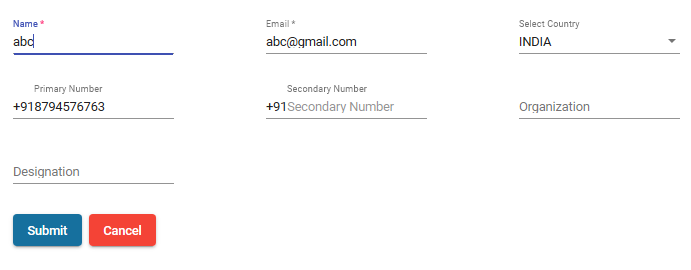 Name *
Email *
Select Country
abc
abc@gmail.com
INDIA
Primary Number
Secondary Number
+918794576763
+91Secondary Number
Organization
Designation
Submit
Cancel